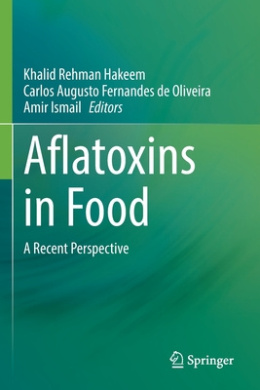 Khalid Rehman Hakeem
Carlos Augusto Fernandes de Oliveira
Amir Ismail Editors
Aflatoxins
in Food
A Recent Perspective
Springer